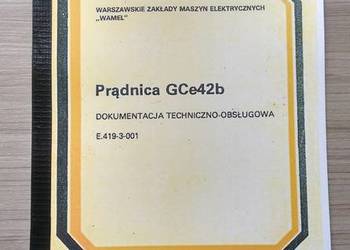 WARSZAWSKIE ZAKŁADY MASZYN ELEKTRYCZNYCH
„WAMEL”
Prądnica GCe42b
DOKUMENTACJA TECHNICZNO-OBSŁUGOWA
E.419-3-001